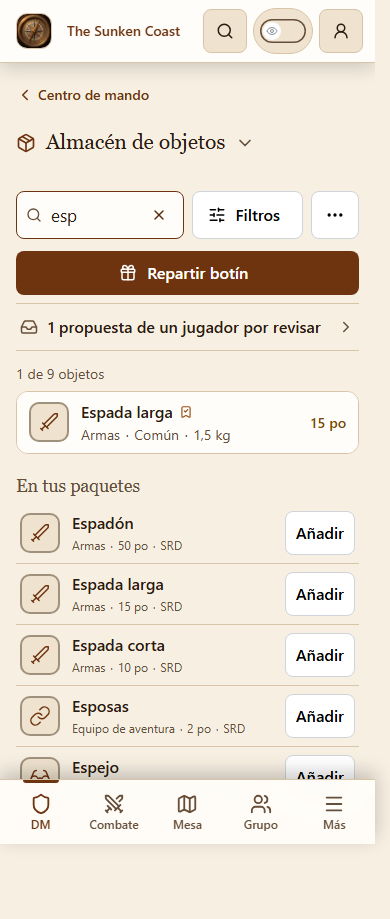 The Sunken Coast
Centro de mando
Almacén de objetos
esp
Filtros
Repartir botín
1 propuesta de un jugador por revisar
1 de 9 objetos
Espada larga
Armas · Común · 1,5 kg
15 po
En tus paquetes
Espadón
Armas · 50 po · SRD
Añadir
Espada larga
Armas · 15 po · SRD
Añadir
Espada corta
Armas · 10 po · SRD
Añadir
Esposas
Equipo de aventura · 2 po · SRD
Añadir
Espejo
Añadir
DM
Combate
Mesa
Grupo
Más